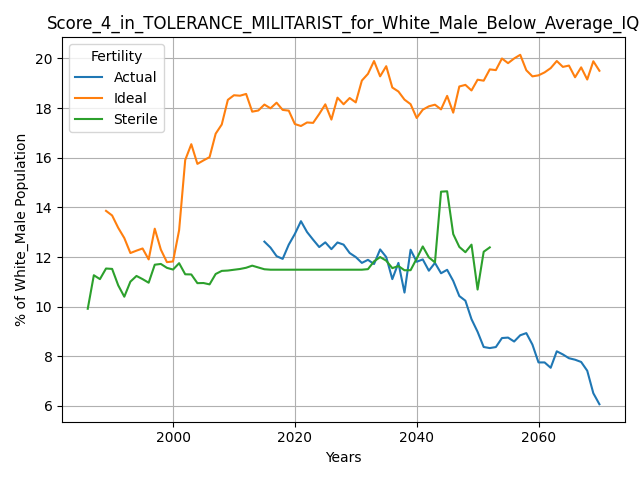 Score_4_in_TOLERANCE_MILITARIST_for_White_Male_Below_Average_IQ
Fertility
Actual
Ideal
Sterile
% of White_Male Population
20
18
16
14
12
10
8
6
2000
2020
2040
2060
Years